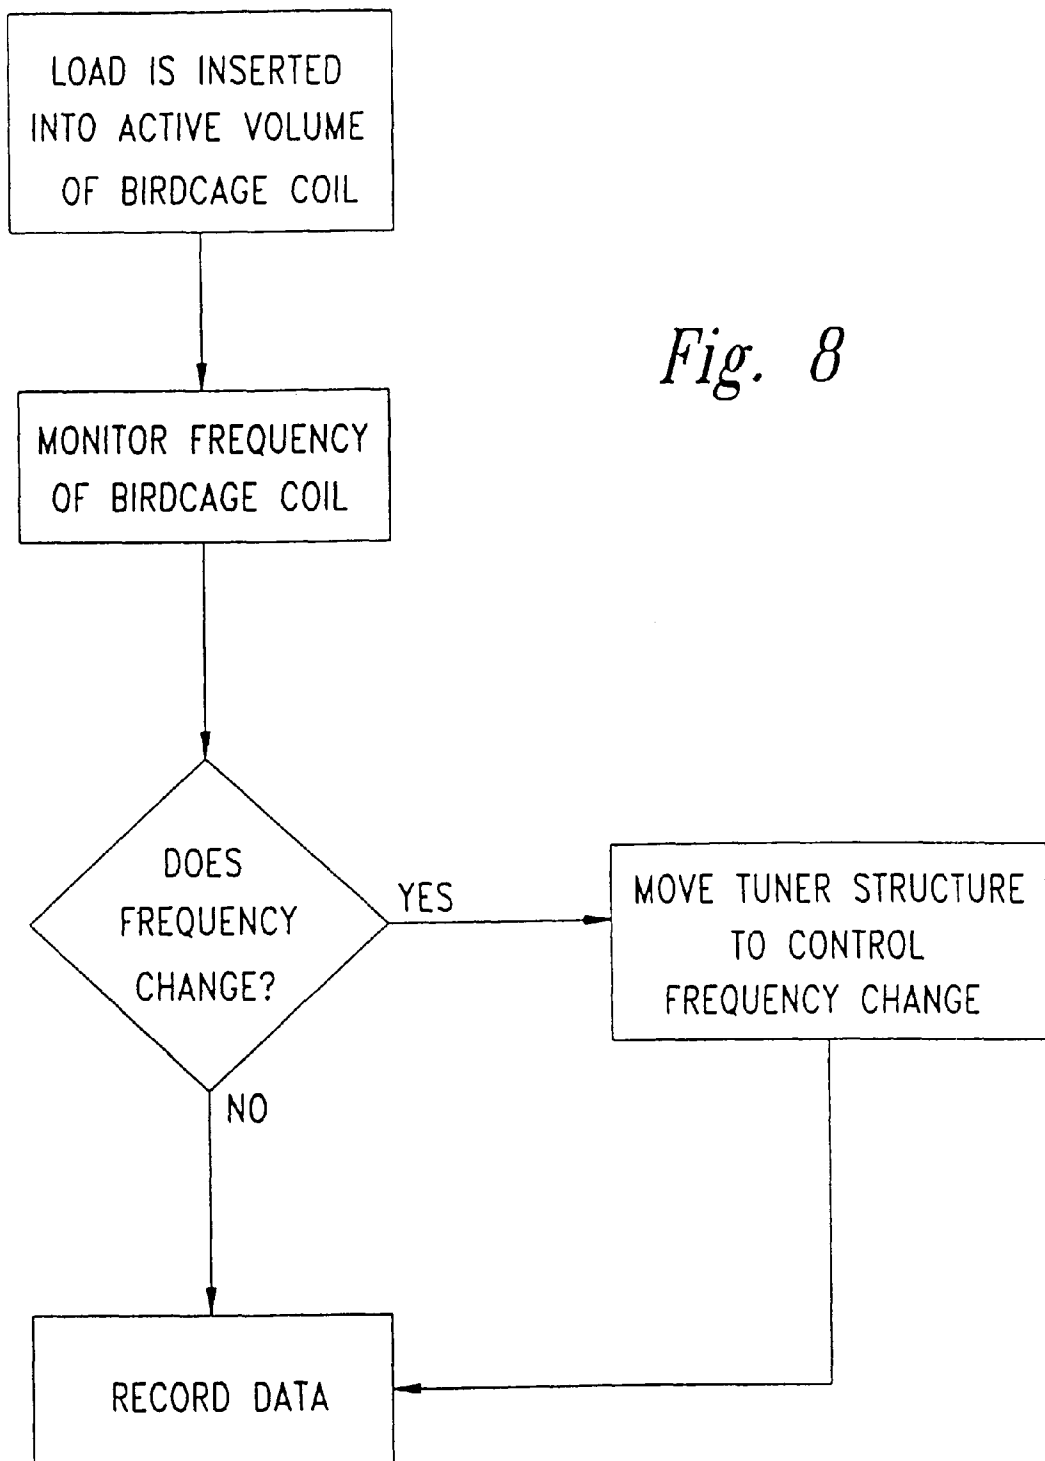 LOAD IS INSERTED
INTO ACTIVE VOLUME
OF BIRDCAGE COIL
Fig. 8
MONITOR FREQUENCY
OF BIRDCAGE COIL
DOES
FREQUENCY
CHANGE?
YES
MOVE TUNER STRUCTURE
TO CONTROL
FREQUENCY CHANGE
NO
RECORD DATA